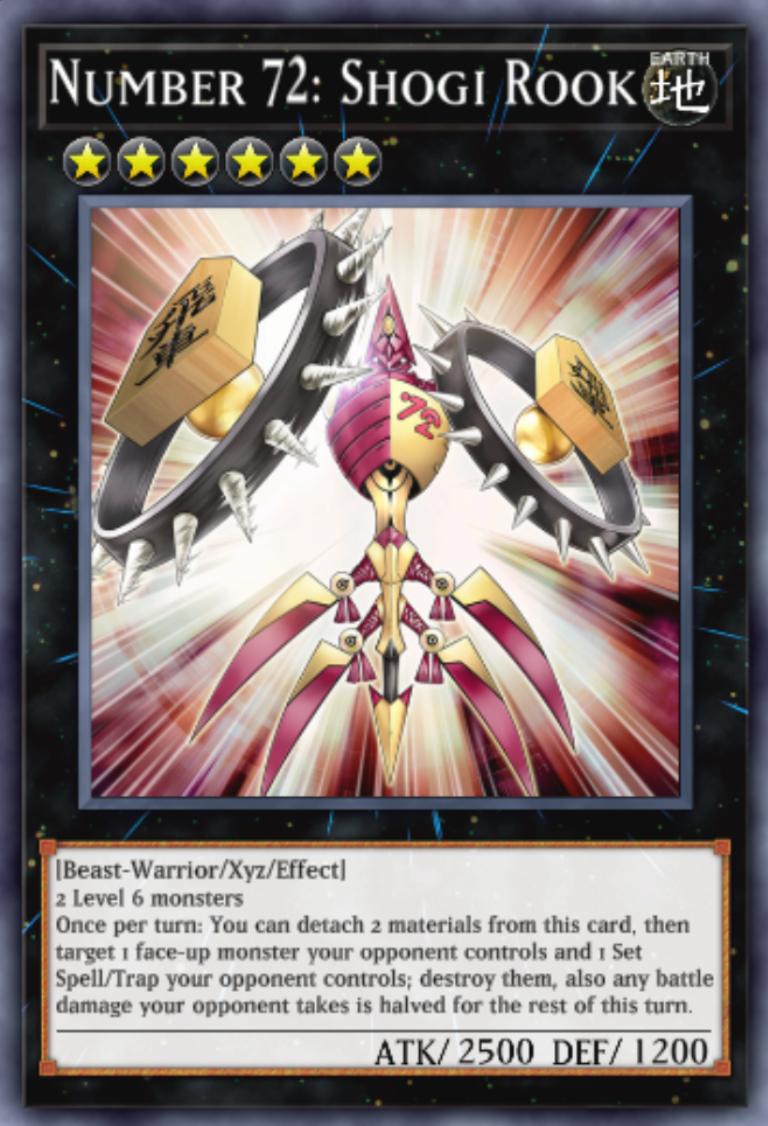 Number 72: Shogi Rook
EARTH
地
72
[Beast-Warrior/Xyz/Effect]
2 Level 6 monsters
Once per turn: You can detach 2 materials from this card, then
target 1 face-up monster your opponent controls and 1 Set
Spell/Trap your opponent controls; destroy them, also any battle
damage your opponent takes is halved for the rest of this turn.
ATK/ 2500 DEF/ 1200